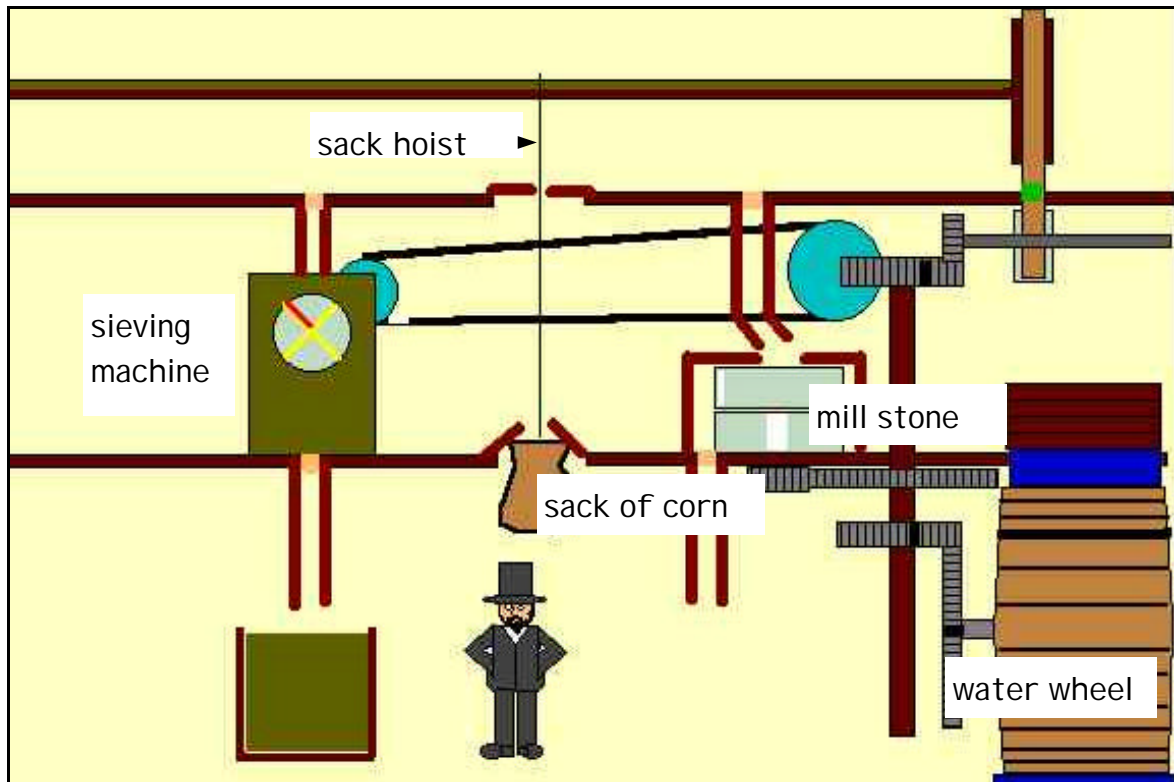 sack hoist
sieving
machine
mill stone
sack of corn
water wheel